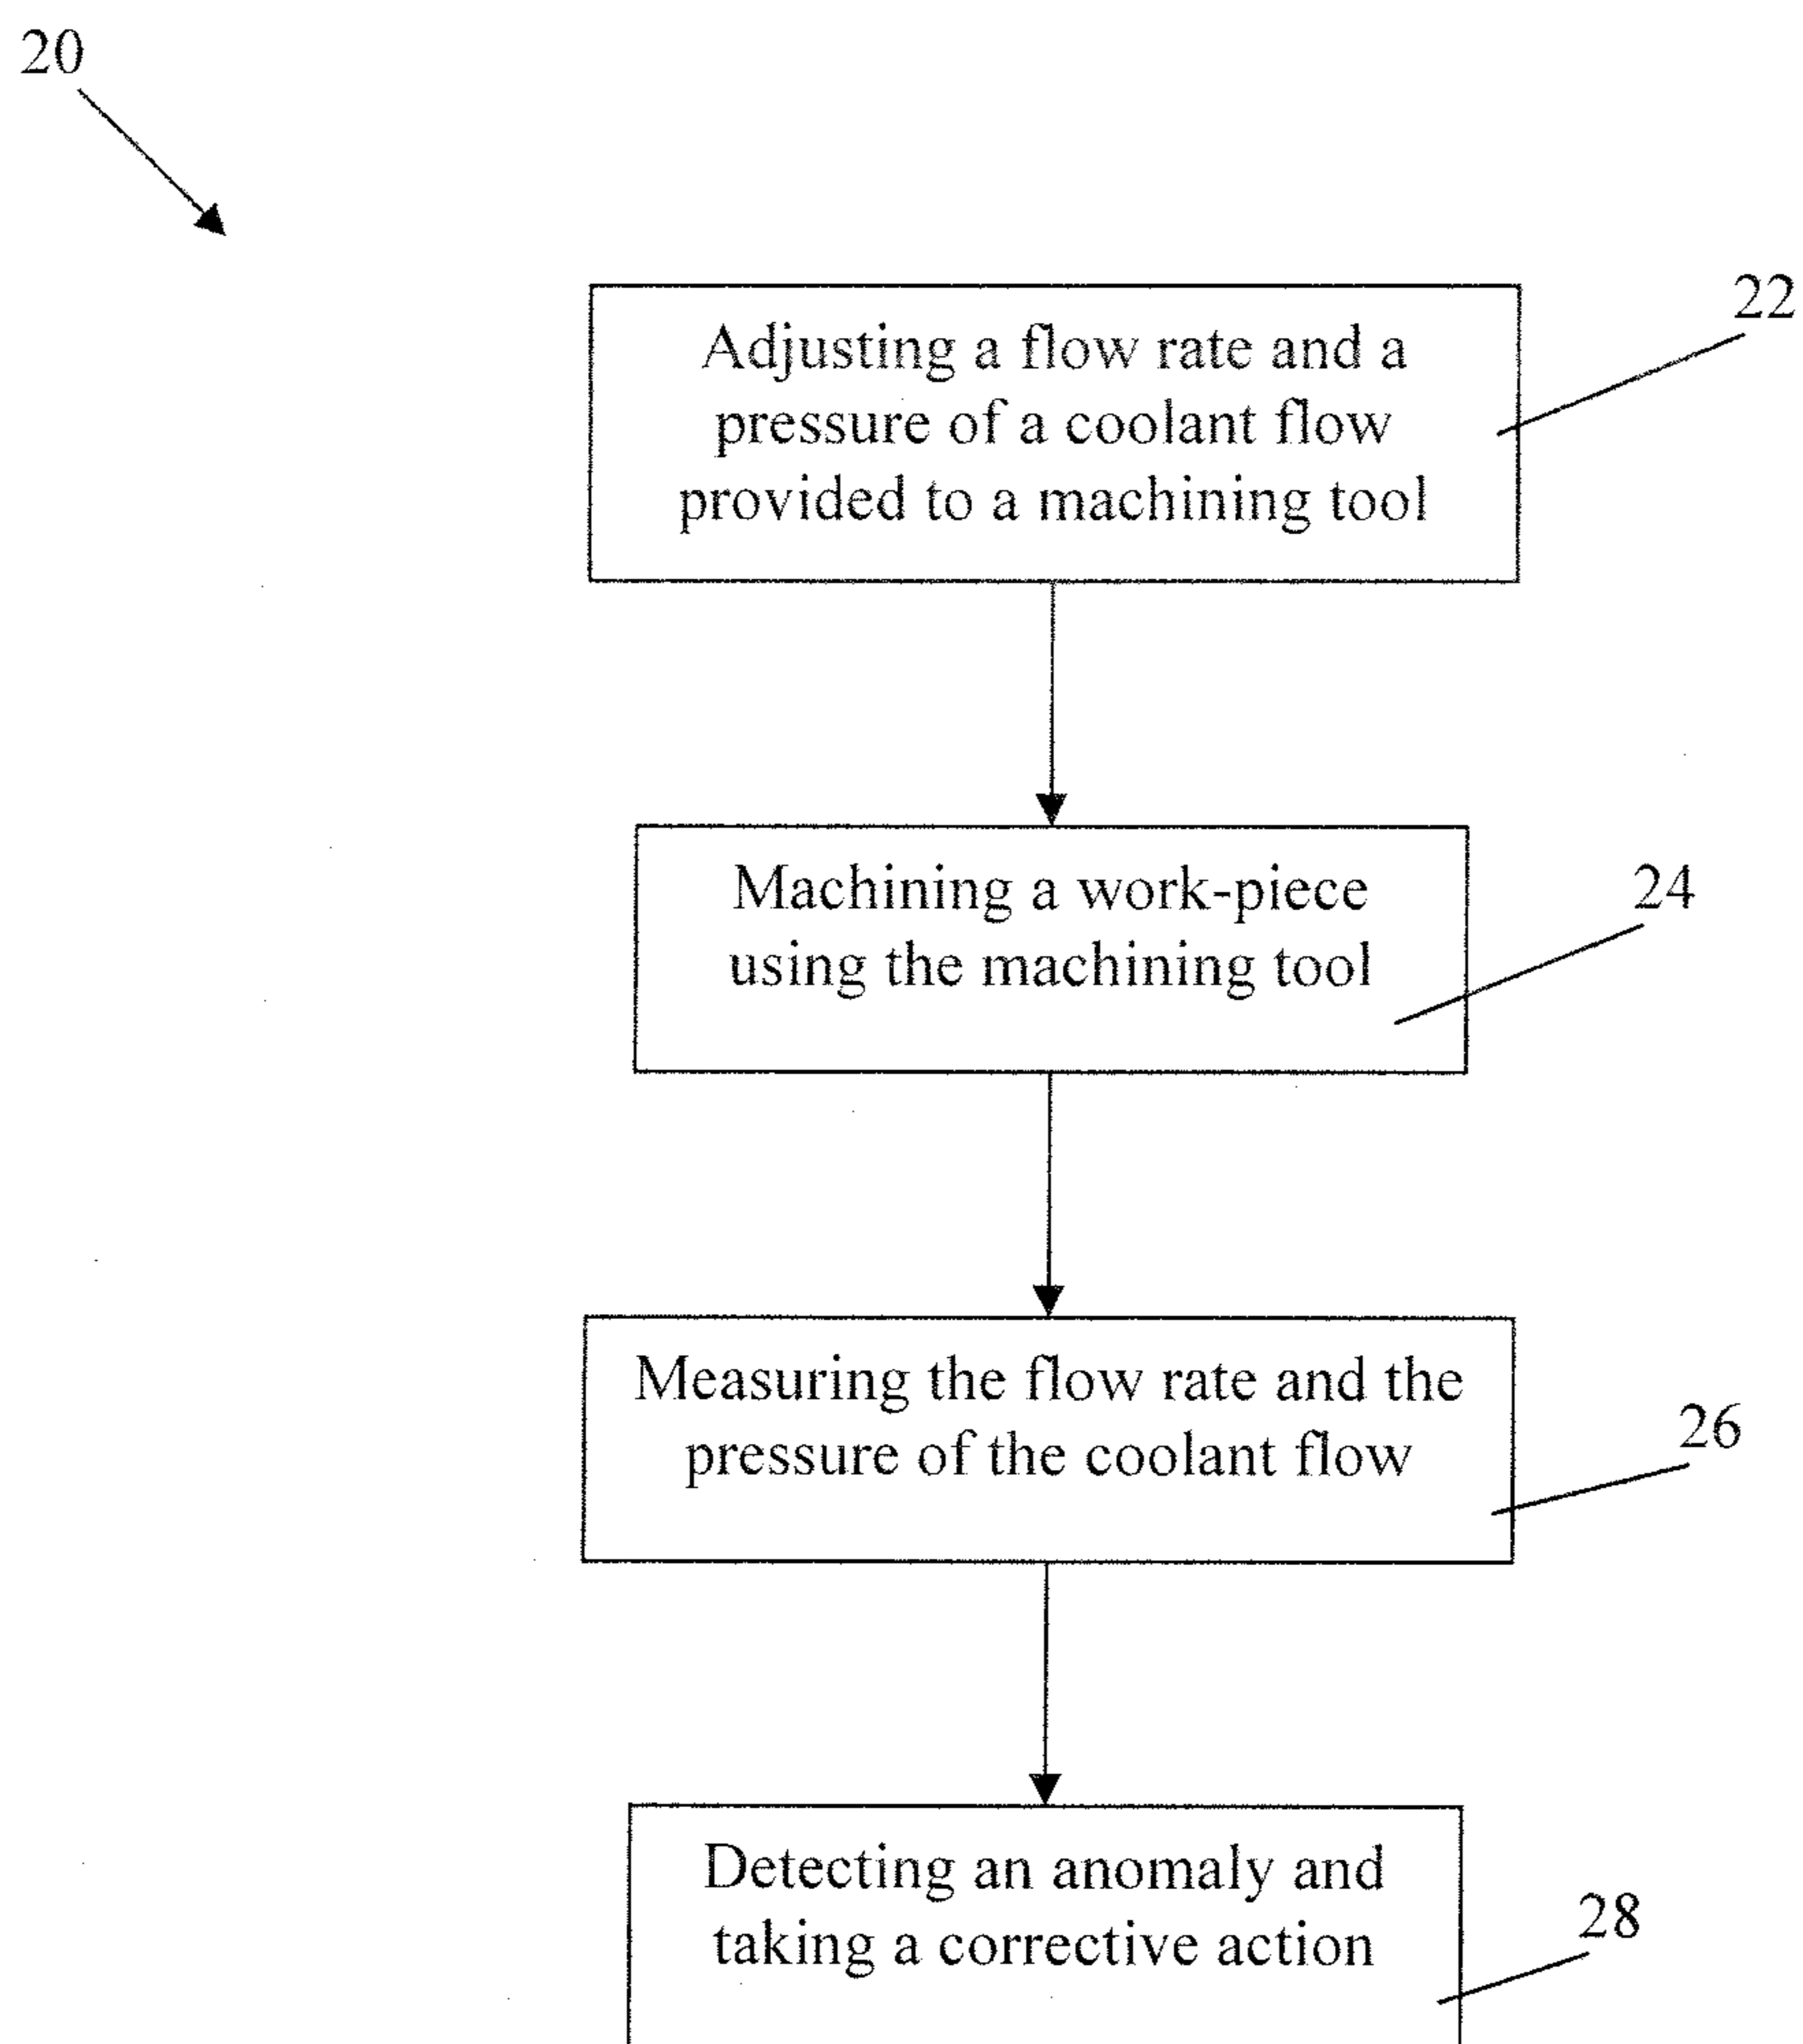 20
22
Adjusting a flow rate and a
pressure of a coolant flow
provided to a machining tool
24
Machining a work-piece
using the machining tool
26
Measuring the flow rate and the
pressure of the coolant flow
28
Detecting an anomaly and
taking a corrective action